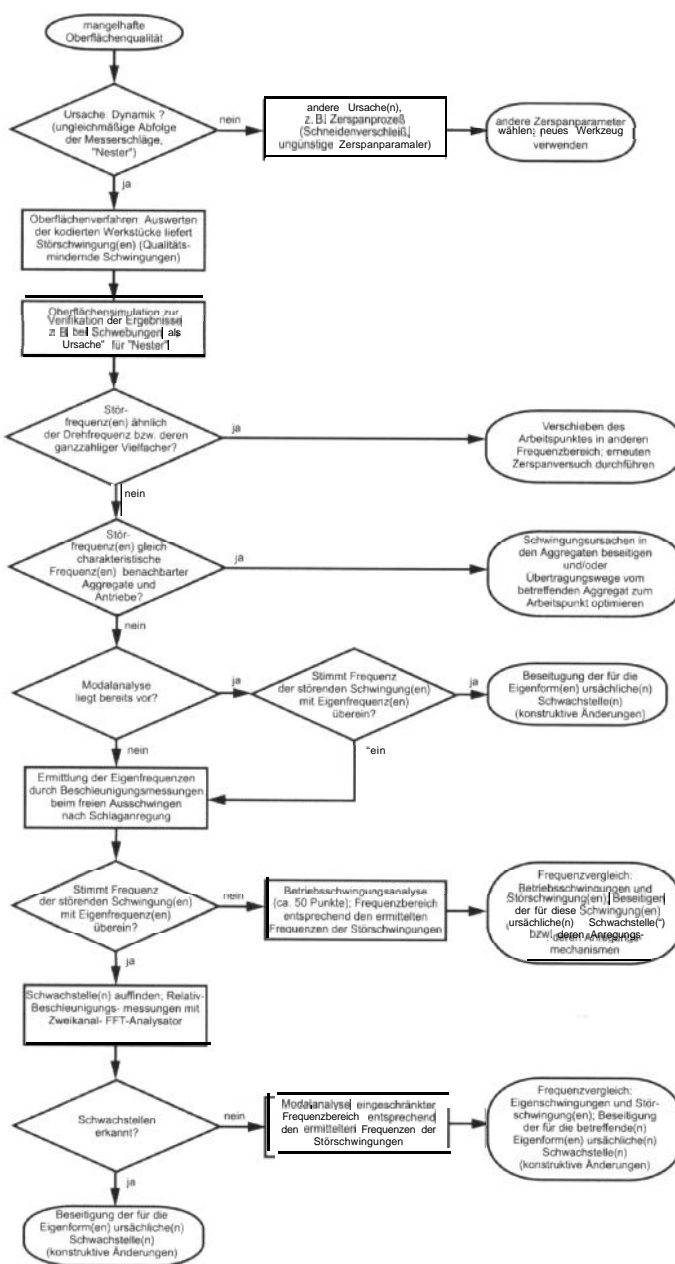 mangelhafte
Oberflächenqualität
Ursache: Dynamik ?
(ungleichmäßige Abfolge
der Messerschläge,
"Nester")
nein
andere Ursache(n),
z. B. Zerspanprozeß
(Schneidenverschleiß,
ungünstige Zerspanparamaler)
andere Zerspanparameter
wählen; neues Werkzeug
verwenden
ja
Oberflächenverfahren: Auswerten
der kodierten Werkstücke liefert
Störschwingung(en) (Qualitäts-
mindernde Schwingungen)
Oberflächensimulation zur
Verifikation der Ergebnisse
z. B. bei Schwebungen als
Ursache" für "Nester"
Stör-
frequenz(en) ähnlich
der Drehfrequenz bzw. deren
ganzzahliger Vielfacher?
ja
Verschieben des
Arbeitspunktes in anderen
Frequenzbereich; erneuten
Zerspanversuch durchführen
nein
Stör-
frequenz(en) gleich
charakteristische
Frequenz(en) benachbarter
Aggregate und
Antriebe?
ja
Schwingungsursachen in
den Aggregaten beseitigen
und/oder
Übertragungswege vom
betreffenden Aggregat zum
Arbeitspunkt optimieren
nein
Modalanalyse
liegt bereits vor?
ja
Stimmt Frequenz
der störenden Schwingung(en)
mit Eigenfrequenz(en)
überein?
ja
Beseitugung der für die
Eigenform(en) ursächliche(n)
Schwachstelle(n)
(konstruktive Änderungen)
nein
"ein
Ermittlung der Eigenfrequenzen
durch Beschleunigungsmessungen
beim freien Ausschwingen
nach Schlaganregung
Stimmt Frequenz
der störenden Schwingung(en)
mit Eigenfrequenz(en)
überein?
nein
Betriebsschwingungsanalyse
(ca. 50 Punkte); Frequenzbereich
entsprechend den ermittelten
Frequenzen der Störschwingungen
Frequenzvergleich:
Betriebsschwingungen und
Störschwingung(en); Beseitigen
der für diese Schwingung(en)
ursächliche(n) Schwachstelle(")
bzw. deren Anregungs-
mechanismen
ja
Schwachstelle(n) auffinden; Relativ-
Beschleunigungs- messungen mit
Zweikanal- FFT-Analysator
Schwachstellen
erkannt?
nein
Modalanalyse eingeschränkter
Frequenzbereich entsprechend
den ermittelten Frequenzen der
Störschwingungen
Frequenzvergleich:
Eigenschwingungen und Stör-
schwingung(en); Beseitigung
der für die betreffende(n)
Eigenform(en) ursächliche(n)
Schwachstelle(n)
(konstruktive Änderungen)
ja
Beseitigung der für die
Eigenform(en) ursächliche(n)
Schwachstelle(n)
(konstruktive Änderungen)